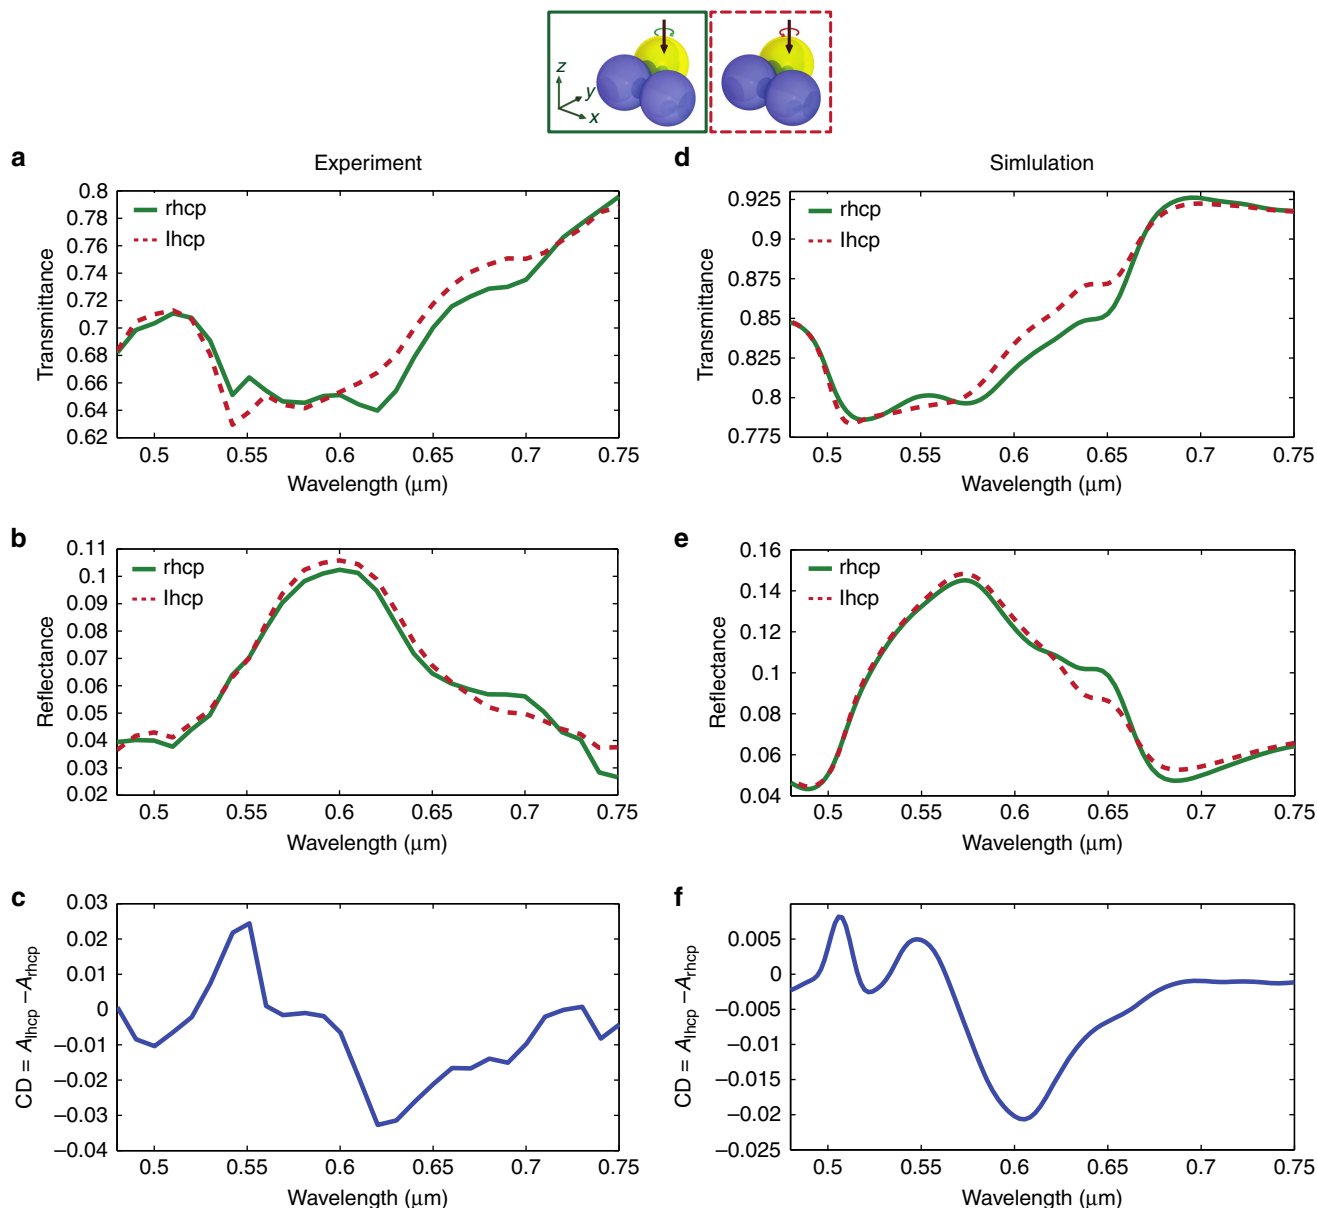 z
y
x
a
Experiment
0.8
0.78
0.76
0.74
0.72
0.7
0.68
0.66
0.64
0.62
Transmittance
rhcp
lhcp
0.5 0.55 0.6 0.65 0.7 0.75
Wavelength (μm)
d
Simlulation
0.925
0.9
0.875
0.85
0.825
0.8
0.775
Transmittance
rhcp
lhcp
0.5 0.55 0.6 0.65 0.7 0.75
Wavelength (μm)
b
0.11
0.1
0.09
0.08
0.07
0.06
0.05
0.04
0.03
0.02
Reflectance
rhcp
lhcp
0.5 0.55 0.6 0.65 0.7 0.75
Wavelength (μm)
e
0.16
0.14
0.12
0.1
0.08
0.06
0.04
Reflectance
rhcp
lhcp
0.5 0.55 0.6 0.65 0.7 0.75
Wavelength (μm)
c
0.03
0.02
0.01
0
−0.01
−0.02
−0.03
−0.04
CD = Alhcp −Arhcp
0.5 0.55 0.6 0.65 0.7 0.75
Wavelength (μm)
f
0.005
0
−0.005
−0.01
−0.015
−0.02
−0.025
CD = Alhcp −Arhcp
0.5 0.55 0.6 0.65 0.7 0.75
Wavelength (μm)